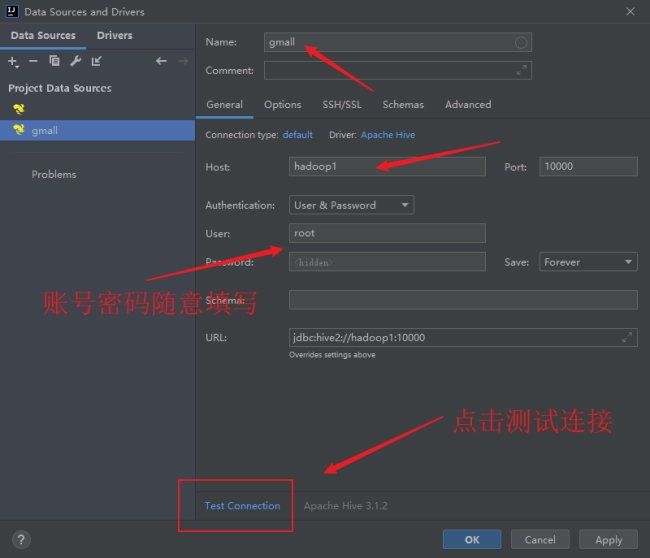 IJ Data Sources and Drivers
Data Sources Drivers
Name: gmall
Comment:
Project Data Sources
General Options SSH/SSL Schemas Advanced
gmall
Connection type: default Driver: Apache Hive
Problems
Host: hadoop1 Port: 10000
Authentication: User & Password
User: root
Password: <hidden> Save: Forever
账号密码随意填写
Schema:
URL: jdbc:hive2://hadoop1:10000
Overrides settings above
点击测试连接
Test Connection Apache Hive 3.1.2
? OK Cancel Apply